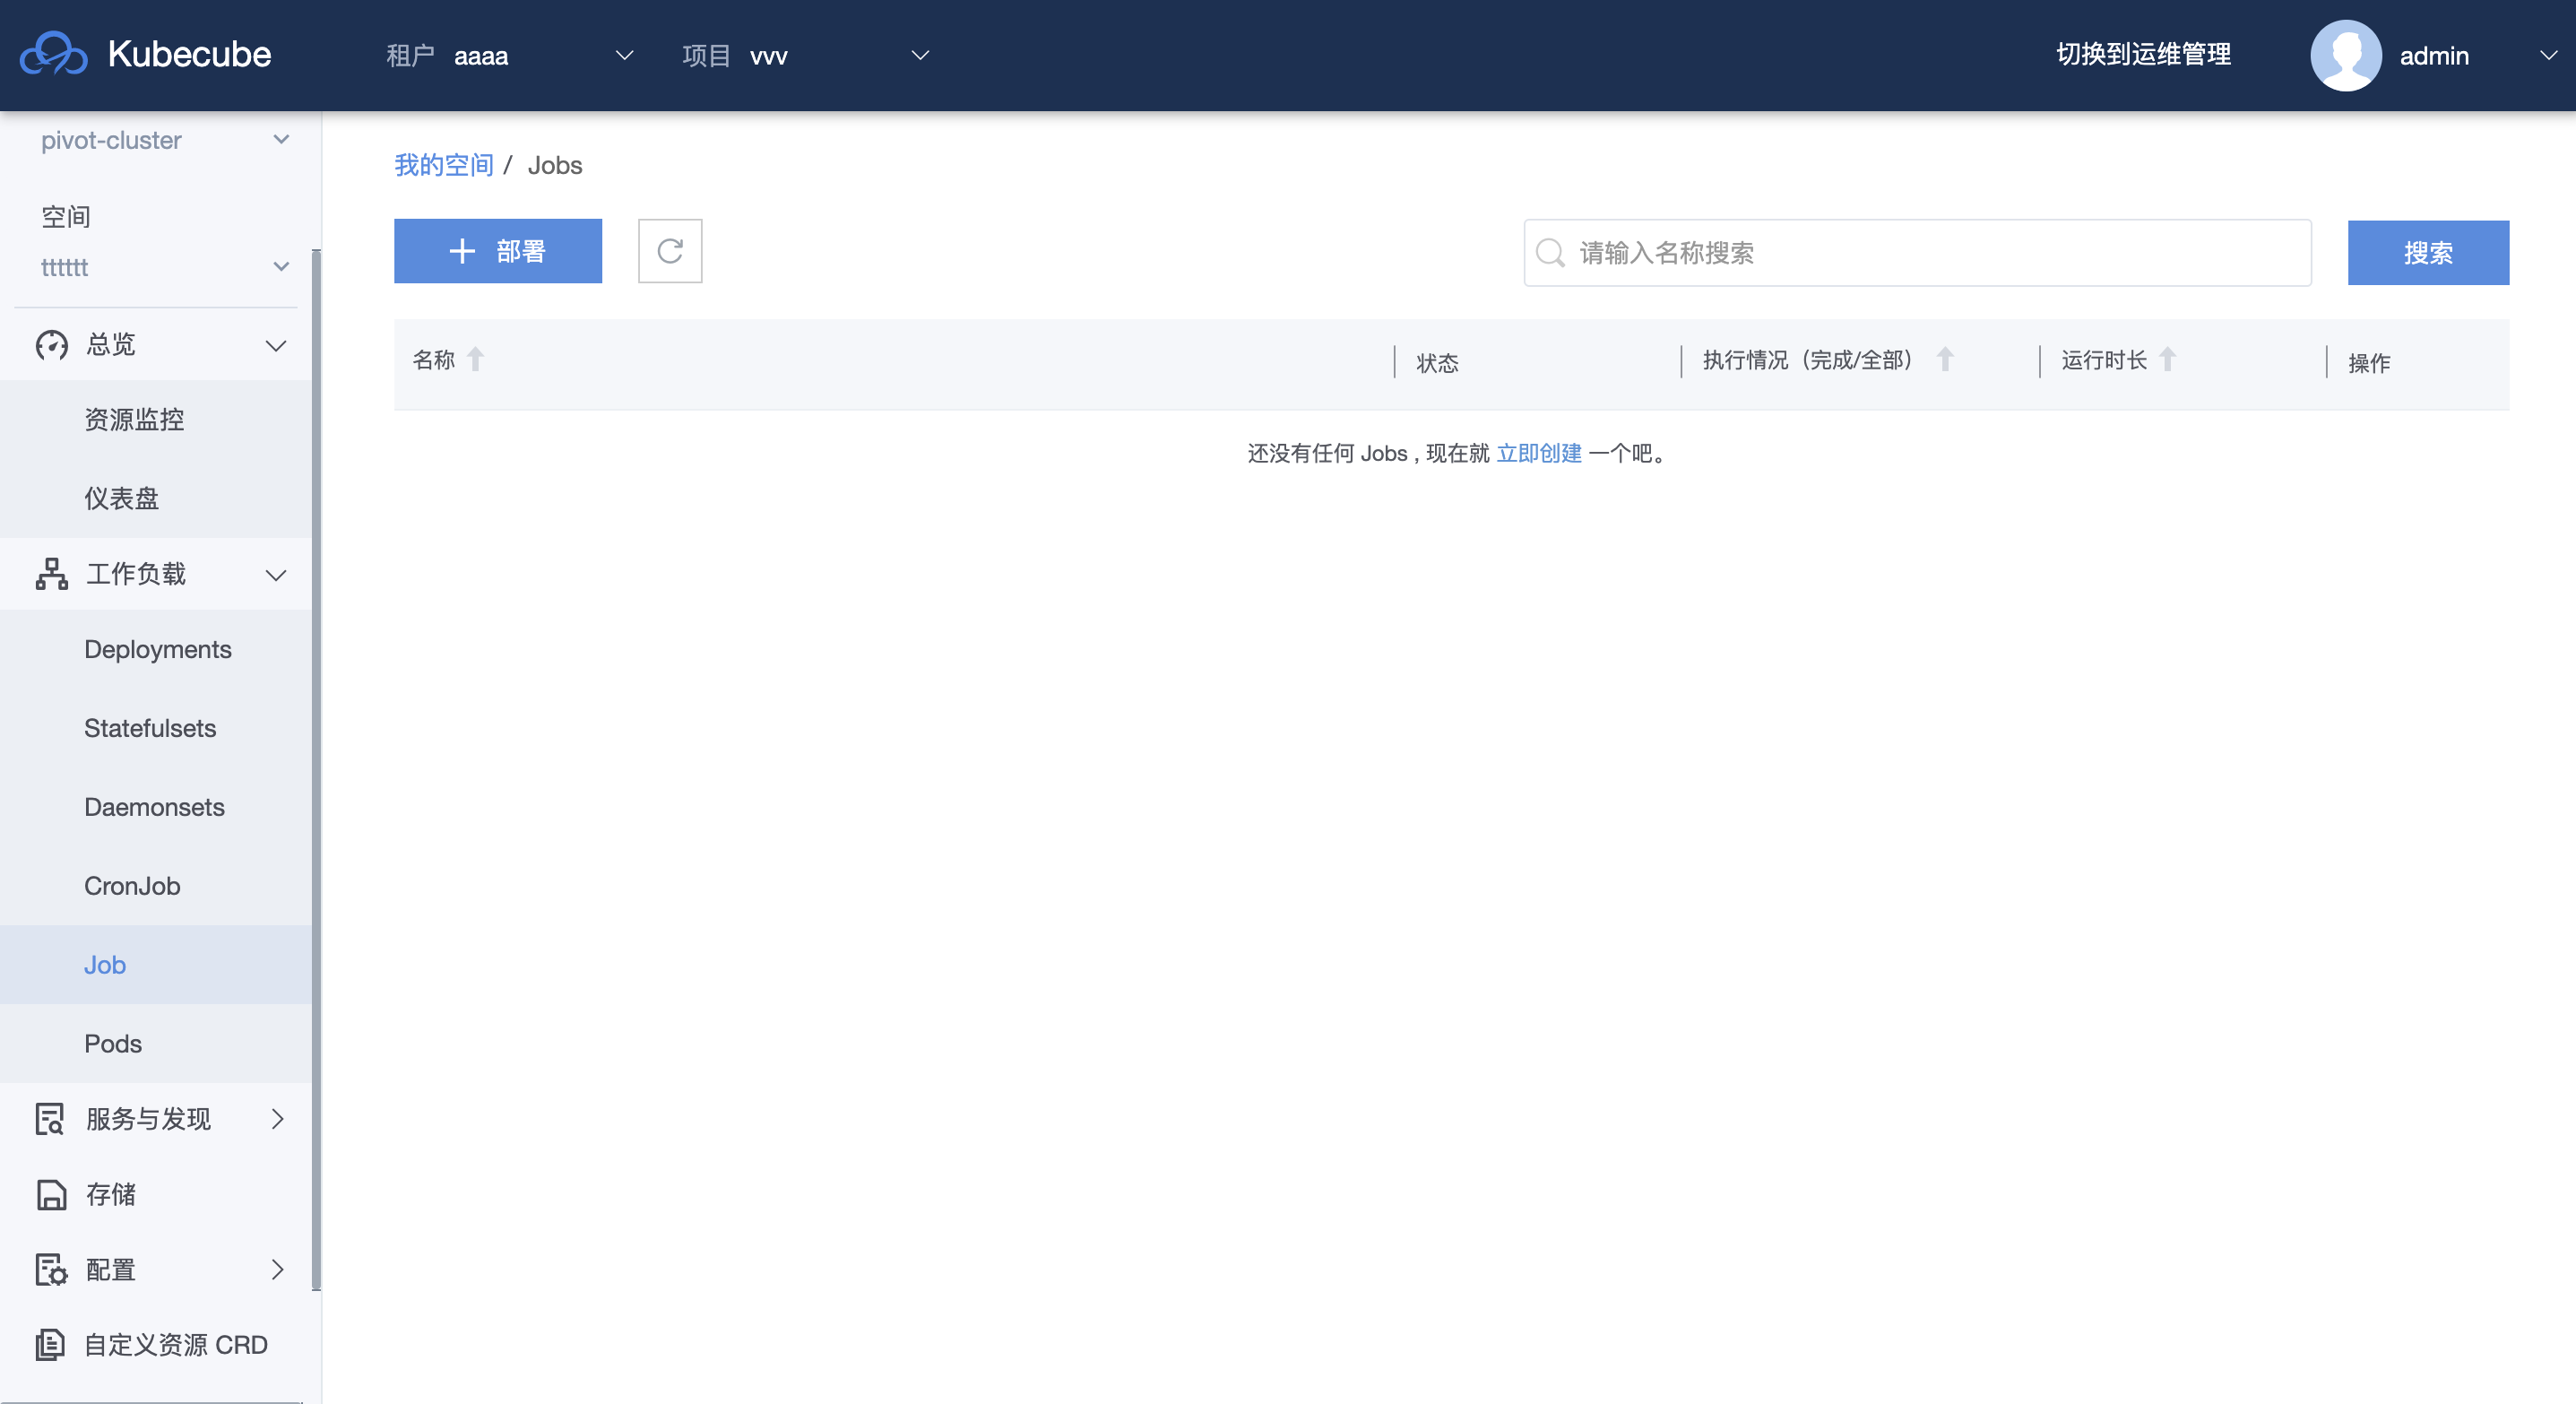 Kubecube 租户 aaaa 项目 vvv 切换到运维管理 admin
pivot-cluster
空间
tttttt
总览
资源监控
仪表盘
工作负载
Deployments
Statefulsets
Daemonsets
CronJob
Job
Pods
服务与发现
存储
配置
自定义资源 CRD
我的空间 / Jobs
部署 请输入名称搜索 搜索
名称 状态 执行情况（完成/全部） 运行时长 操作
还没有任何 Jobs , 现在就 立即创建 一个吧。